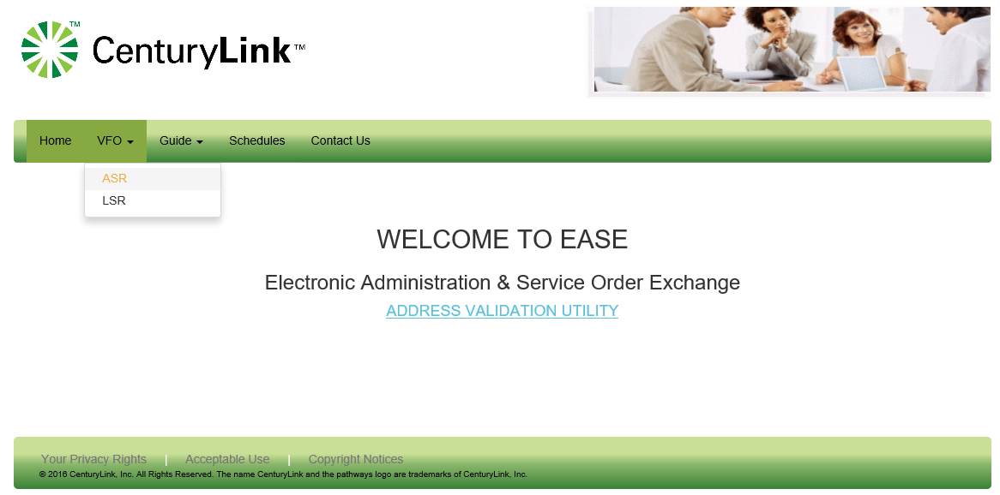 CenturyLink™
TM
Home VFO Guide Schedules Contact Us
ASR
LSR
WELCOME TO EASE
Electronic Administration & Service Order Exchange
ADDRESS VALIDATION UTILITY
Your Privacy Rights | Acceptable Use | Copyright Notices
© 2016 CenturyLink, Inc. All Rights Reserved. The name CenturyLink and the pathways logo are trademarks of CenturyLink, Inc.